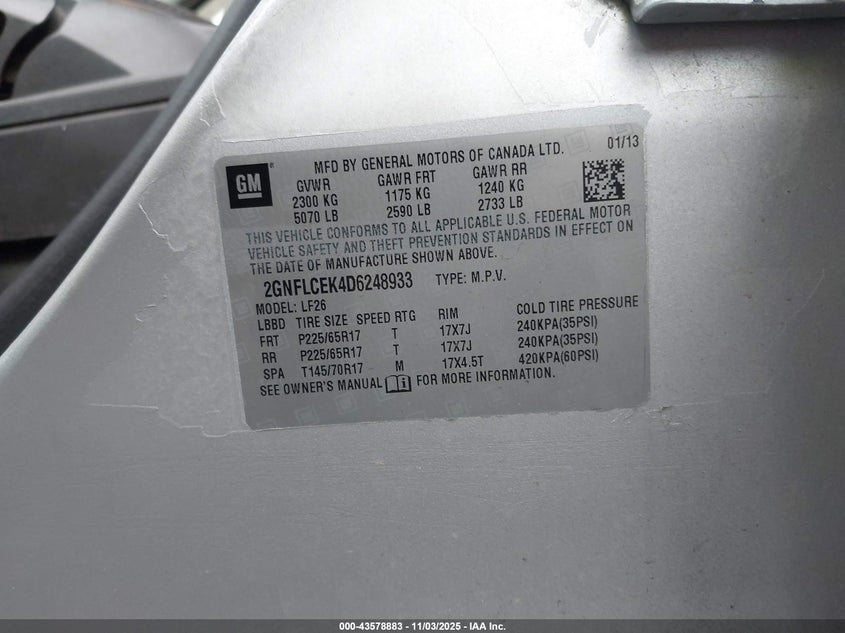 GM
MFD BY GENERAL MOTORS OF CANADA LTD. 01/13
GVWR GAWR FRT GAWR RR
2300 KG 1175 KG 1240 KG
5070 LB 2590 LB 2733 LB
THIS VEHICLE CONFORMS TO ALL APPLICABLE U.S. FEDERAL MOTOR
VEHICLE SAFETY AND THEFT PREVENTION STANDARDS IN EFFECT ON
THE DATE OF MANUFACTURE SHOWN ABOVE.
2GNFLCEK4D6248933 TYPE: M.P.V.
MODEL: LF26
LBBD TIRE SIZE SPEED RTG RIM COLD TIRE PRESSURE
FRT P225/65R17 T 17X7J 240KPA(35PSI)
RR P225/65R17 T 17X7J 240KPA(35PSI)
SPA T145/70R17 M 17X4.5T 420KPA(60PSI)
SEE OWNER'S MANUAL FOR MORE INFORMATION.
000-43578883 - 11/03/2025 - IAA Inc.